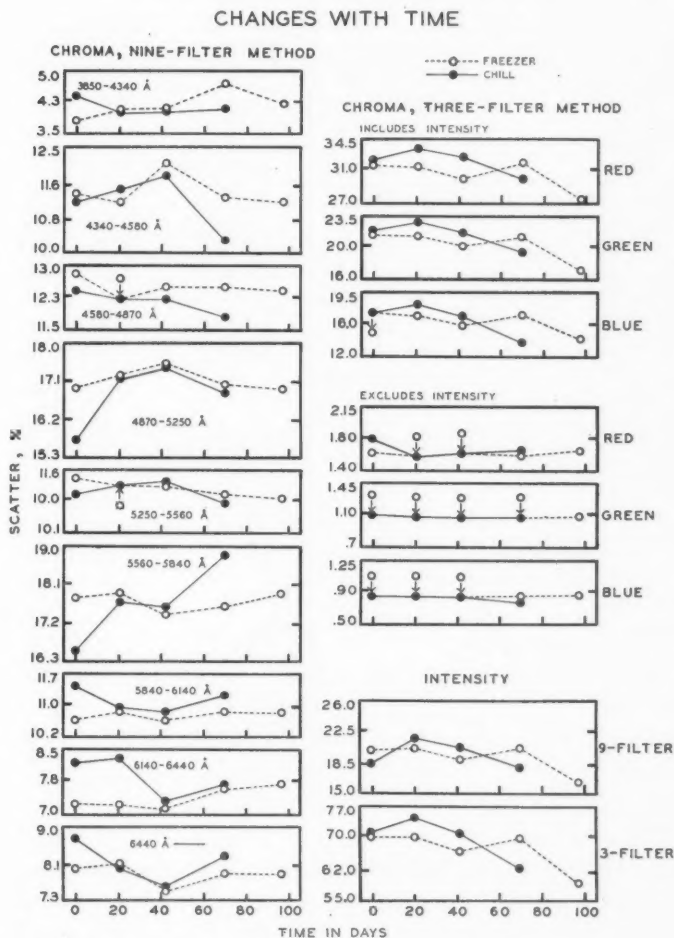 CHANGES WITH TIME
CHROMA, NINE-FILTER METHOD
FREEZER
CHILL
5.0
4.3
3.5
3850-4340 Å
12.5
11.6
10.8
10.0
4340-4580 Å
13.0
12.3
11.5
4580-4870 Å
18.0
17.1
16.2
15.3
4870-5250 Å
11.6
10.0
10.1
5250-5560 Å
19.0
18.1
17.2
16.3
5560-5840 Å
11.7
11.0
10.2
5840-6140 Å
8.5
7.8
7.0
6140-6440 Å
9.0
8.1
7.3
6440 Å
0 20 40 60 80 100
SCATTER, %
CHROMA, THREE-FILTER METHOD
INCLUDES INTENSITY
34.5
31.0
27.0
RED
23.5
20.0
16.0
GREEN
19.5
16.0
12.0
BLUE
EXCLUDES INTENSITY
2.15
1.80
1.40
RED
1.45
1.10
.7
GREEN
1.25
.90
.50
BLUE
INTENSITY
26.0
22.5
18.5
15.0
9-FILTER
77.0
70.0
62.0
55.0
3-FILTER
0 20 40 60 80 100
TIME IN DAYS